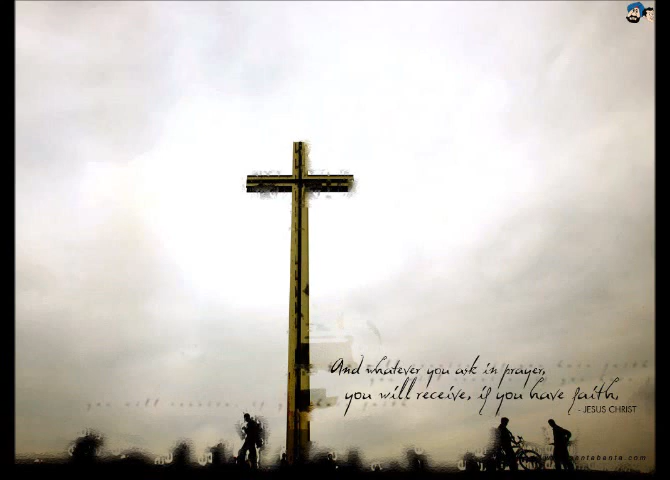 And whatever you ask in prayer,
you will receive, if you have faith,
- JESUS CHRIST